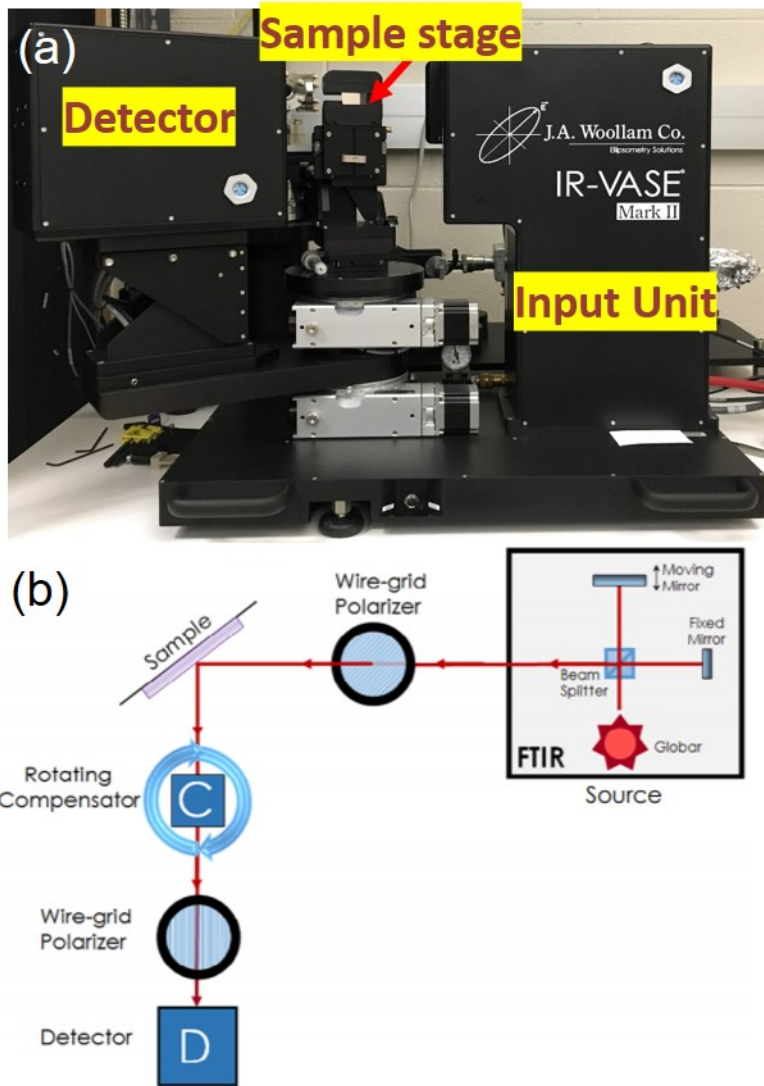 (a)
Sample stage
Detector
J.A. Woollam Co.
Ellipsometry Solutions
IR-VASE®
Mark II
Input Unit
(b)
Wire-grid
Polarizer
Moving
Mirror
Fixed
Mirror
Sample
Beam
Splitter
FTIR
Globar
Source
Rotating
Compensator
C
Wire-grid
Polarizer
Detector
D